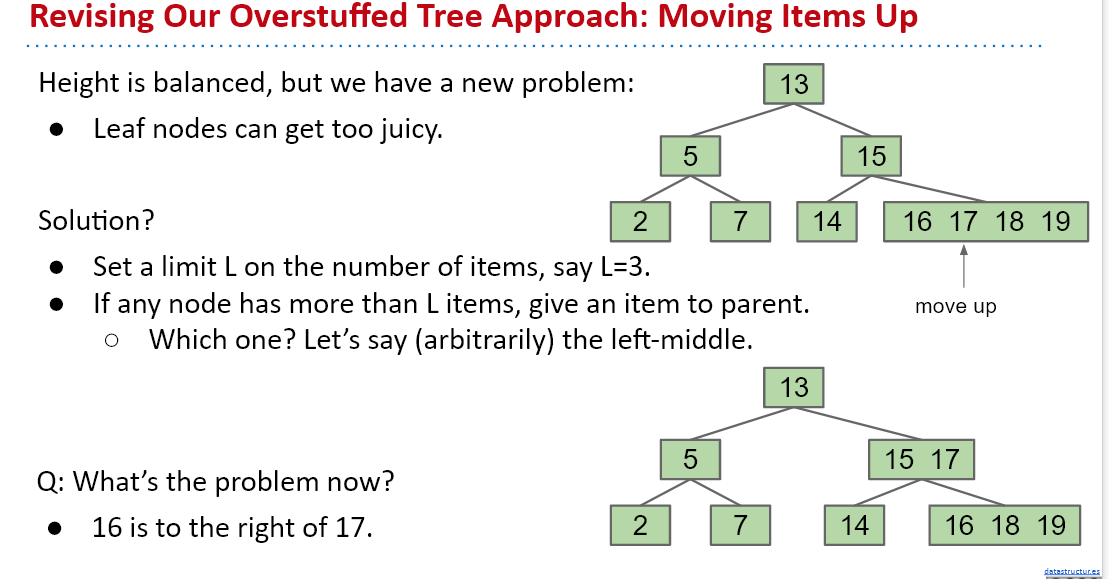 Revising Our Overstuffed Tree Approach: Moving Items Up
Height is balanced, but we have a new problem:
● Leaf nodes can get too juicy.
13
5
15
2
7
14
16 17 18 19
move up
Solution?
● Set a limit L on the number of items, say L=3.
● If any node has more than L items, give an item to parent.
○ Which one? Let’s say (arbitrarily) the left-middle.
Q: What’s the problem now?
● 16 is to the right of 17.
13
5
15 17
2
7
14
16 18 19
datastructur.es